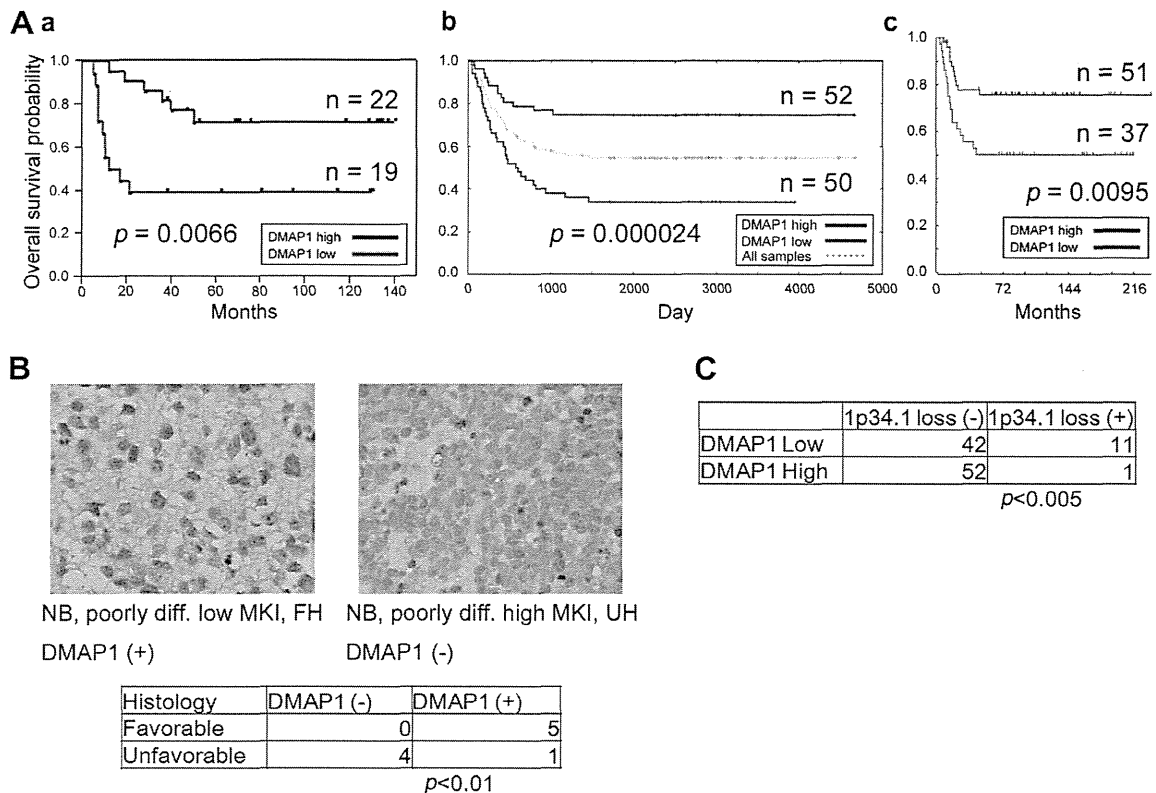 A a
Overall survival probability
1.0
0.8
0.6
0.4
0.2
0.0
n = 22
n = 19
p = 0.0066
DMAP1 high
DMAP1 low
0 20 40 60 80 100 120 140
Months
b
1.0
0.8
0.6
0.4
0.2
0.0
n = 52
n = 50
p = 0.000024
DMAP1 high
DMAP1 low
All samples
0 1000 2000 3000 4000 5000
Day
c
1.0
0.8
0.6
0.4
0.2
0.0
n = 51
n = 37
p = 0.0095
DMAP1 high
DMAP1 low
0 72 144 216
Months
B
NB, poorly diff. low MKI, FH
DMAP1 (+)
NB, poorly diff. high MKI, UH
DMAP1 (-)
Histology DMAP1 (-) DMAP1 (+)
Favorable 0 5
Unfavorable 4 1
p<0.01
C
1p34.1 loss (-) 1p34.1 loss (+)
DMAP1 Low 42 11
DMAP1 High 52 1
p<0.005